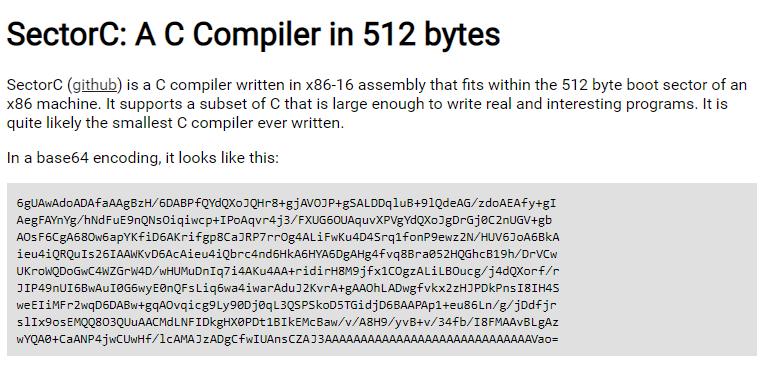 SectorC: A C Compiler in 512 bytes
SectorC (github) is a C compiler written in x86-16 assembly that fits within the 512 byte boot sector of an
x86 machine. It supports a subset of C that is large enough to write real and interesting programs. It is
quite likely the smallest C compiler ever written.
In a base64 encoding, it looks like this:
6gUAwAdoADAfaAAgBzH/6DABPfQYdQXoJQHr8+gjAVOJP+gSALDDqluB+9lQdeAG/zdoAEAfy+gI
AegFAYnYg/hNdFuE9nQNsOiqiwcp+IPoAqvr4j3/FXUG6OUAquvXPVgYdQXoJgDrGj0C2nUGV+gb
AOsF6CgA68Ow6apYKfiD6AKrifgp8CaJRP7rrOg4ALiFwKu4D4Srq1fonP9ewz2N/HUV6JoA6BkA
ieu4iQRQuIs26IAAWKvD6AcAieu4iQbrc4nd6HkA6HYA6DgAHg4fvq8Bra052HQGhcB19h/DrVCw
UKroWQDoGwC4WZGrW4D/wHUMuDnIq7i4AKu4AA+ridirH8M9jfx1COgzALiLBOucg/j4dQXorf/r
JIP49nUI6BwAuI0G6wyE0nQFsLiq6wa4iwarAduJ2KvrA+gAAOhLADwgfvkx2zHJPDkPnsI8IH4S
weEIiMFr2wqD6DABw+gqAOvqicg9Ly90Dj0qL3QSPSkoD5TGidjD6BAAPAp1+eu86Ln/g/jDdfjr
slIx9osEMQQ8O3QUuAACMdLNFIDkgHX0PDt1BIkEMcBaw/v/A8H9/yvB+v/34fb/I8FMAAvBLgAz
wYQA0+CaANP4jwCUwHf/lcAMAJzADgCfwIUAnsCZAJ3AAAAAAAAAAAAAAAAAAAAAAAAAAAAAVao=